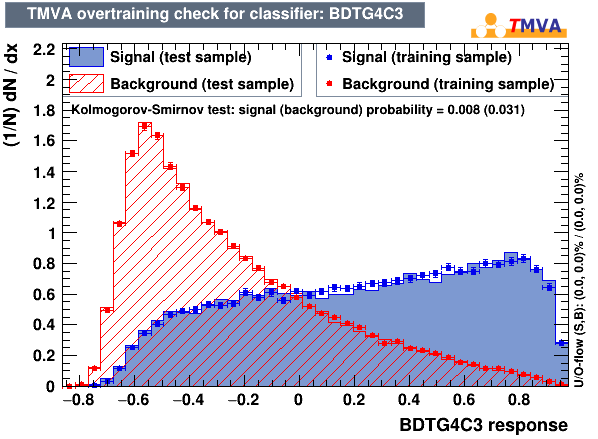 TMVA overtraining check for classifier: BDTG4C3
TMVA
(1/N) dN / dx
2.2
2
1.8
1.6
1.4
1.2
1
0.8
0.6
0.4
0.2
0
Signal (test sample)
Background (test sample)
Signal (training sample)
Background (training sample)
Kolmogorov-Smirnov test: signal (background) probability = 0.008 (0.031)
−0.8 −0.6 −0.4 −0.2 0 0.2 0.4 0.6 0.8
BDTG4C3 response
U/O-flow (S,B): (0.0, 0.0)% / (0.0, 0.0)%